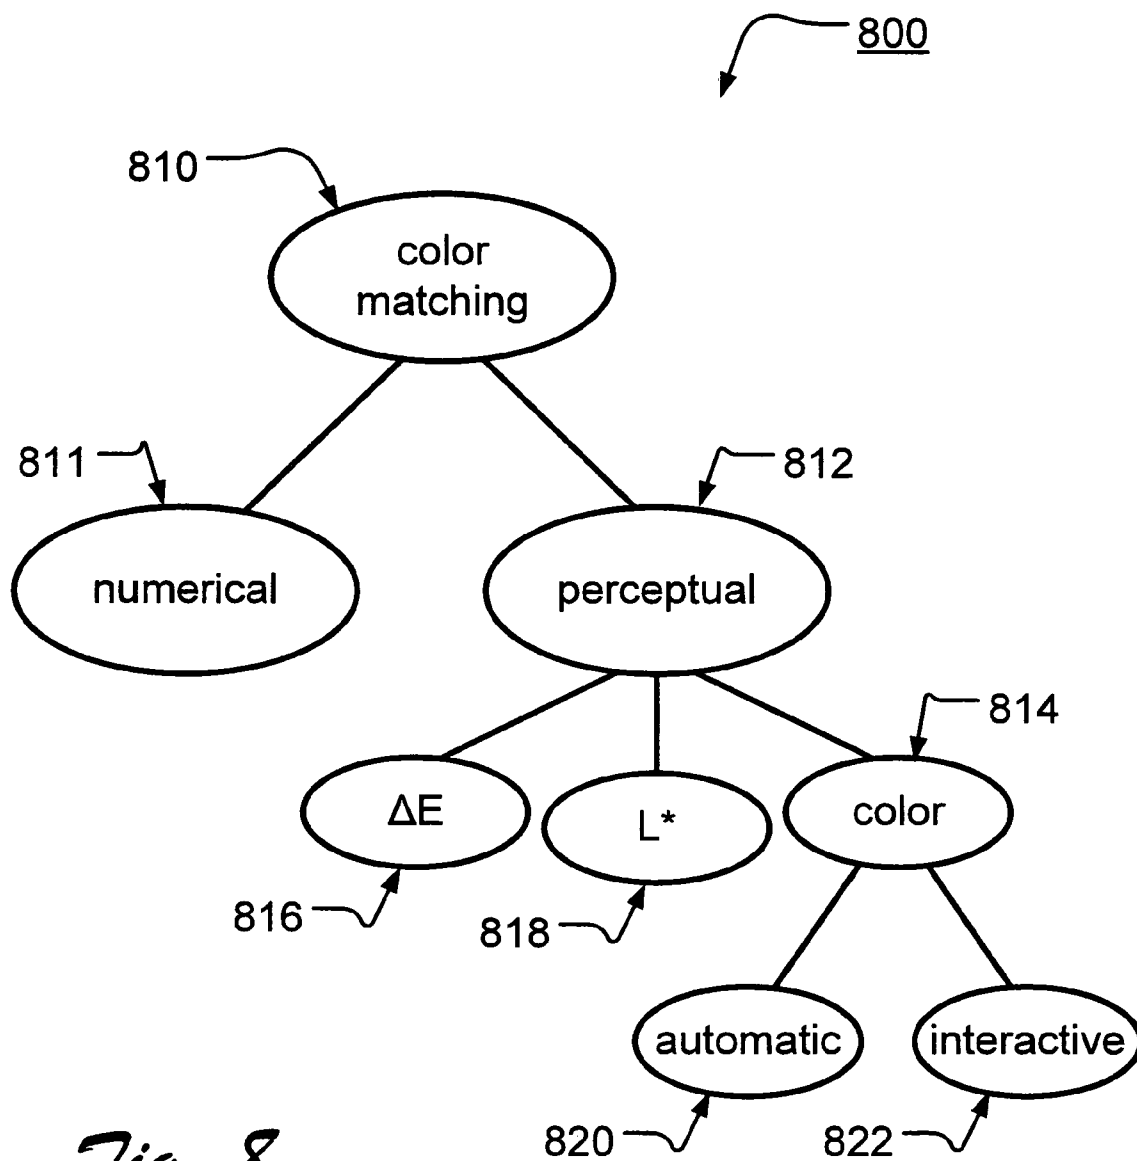 800
810
color
matching
811
812
numerical
perceptual
814
ΔE
L*
color
816
818
automatic
interactive
820
822
Fig. 8